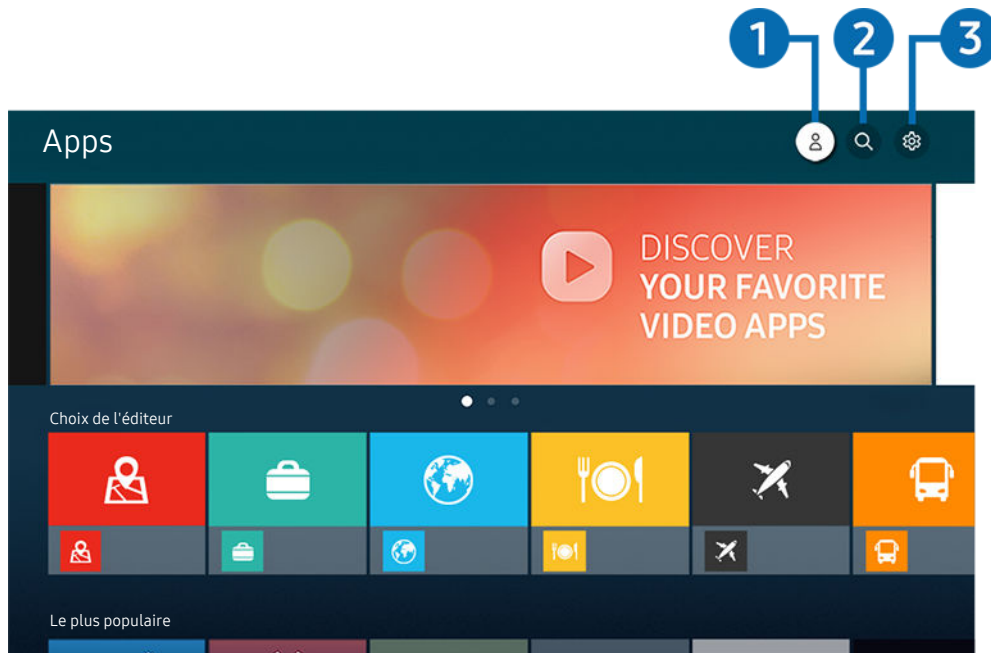 1 2 3
Apps
DISCOVER
YOUR FAVORITE
VIDEO APPS
Choix de l'éditeur
Le plus populaire